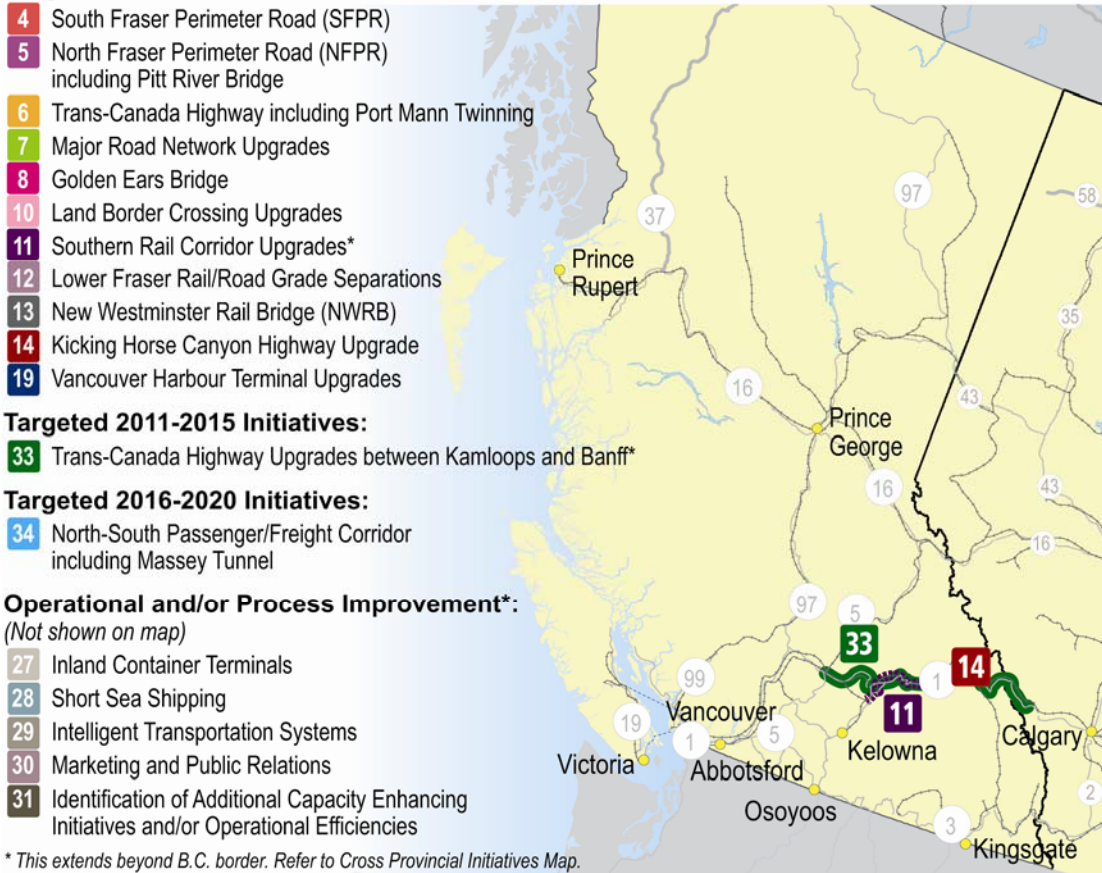 4 South Fraser Perimeter Road (SFPR)
5 North Fraser Perimeter Road (NFPR)
including Pitt River Bridge
6 Trans-Canada Highway including Port Mann Twinning
7 Major Road Network Upgrades
8 Golden Ears Bridge
10 Land Border Crossing Upgrades
11 Southern Rail Corridor Upgrades*
12 Lower Fraser Rail/Road Grade Separations
13 New Westminster Rail Bridge (NWRB)
14 Kicking Horse Canyon Highway Upgrade
19 Vancouver Harbour Terminal Upgrades
Targeted 2011-2015 Initiatives:
33 Trans-Canada Highway Upgrades between Kamloops and Banff*
Targeted 2016-2020 Initiatives:
34 North-South Passenger/Freight Corridor
including Massey Tunnel
Operational and/or Process Improvement*:
(Not shown on map)
27 Inland Container Terminals
28 Short Sea Shipping
29 Intelligent Transportation Systems
30 Marketing and Public Relations
31 Identification of Additional Capacity Enhancing
Initiatives and/or Operational Efficiencies
* This extends beyond B.C. border. Refer to Cross Provincial Initiatives Map.
97
58
37
Prince
Rupert
35
16
43
Prince
George
16
43
16
97
5
33
14
99
1
11
Vancouver
19
1
5
Kelowna
Calgary
Victoria
Abbotsford
Osoyoos
2
3
Kingsgate